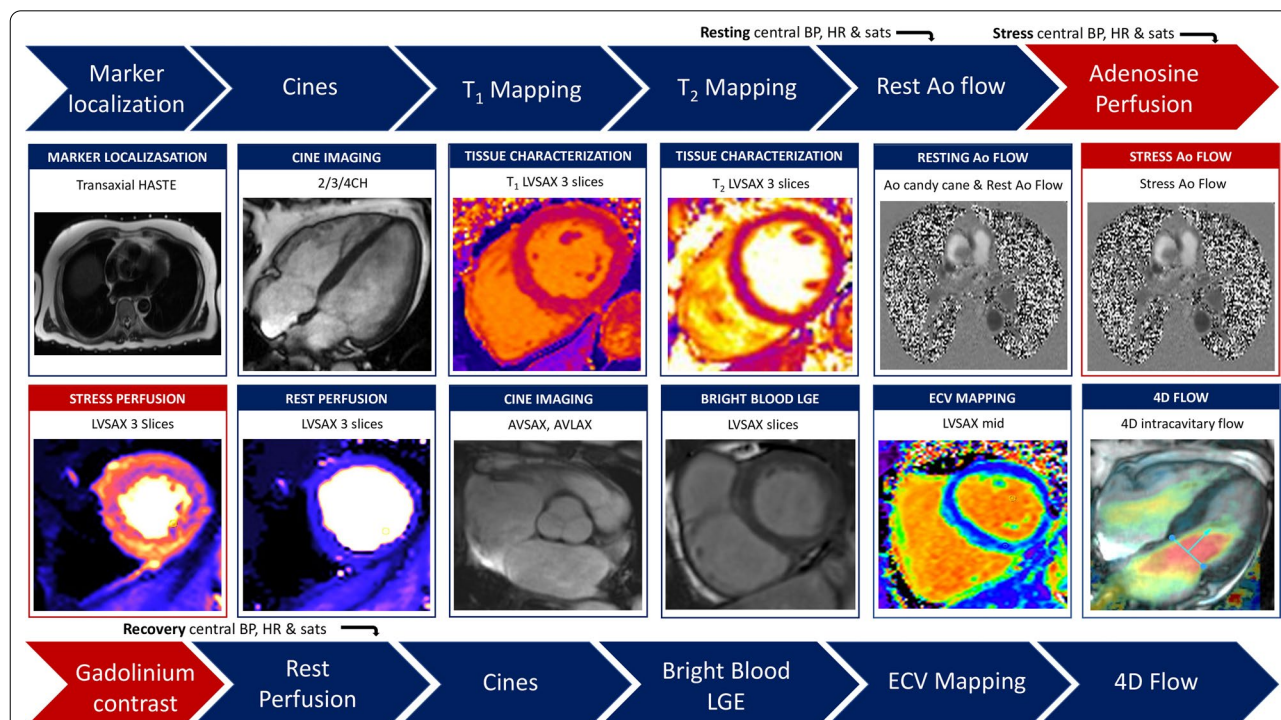 Resting central BP, HR & sats
Stress central BP, HR & sats
Marker
localization
Cines
T₁ Mapping
T₂ Mapping
Rest Ao flow
Adenosine
Perfusion
MARKER LOCALIZASATION
Transaxial HASTE
CINE IMAGING
2/3/4CH
TISSUE CHARACTERIZATION
T₁ LVSAX 3 slices
TISSUE CHARACTERIZATION
T₂ LVSAX 3 slices
RESTING Ao FLOW
Ao candy cane & Rest Ao Flow
STRESS Ao FLOW
Stress Ao Flow
STRESS PERFUSION
LVSAX 3 Slices
REST PERFUSION
LVSAX 3 slices
CINE IMAGING
AVSAX, AVLAX
BRIGHT BLOOD LGE
LVSAX slices
ECV MAPPING
LVSAX mid
4D FLOW
4D intracavitary flow
Recovery central BP, HR & sats
Gadolinium
contrast
Rest
Perfusion
Cines
Bright Blood
LGE
ECV Mapping
4D Flow